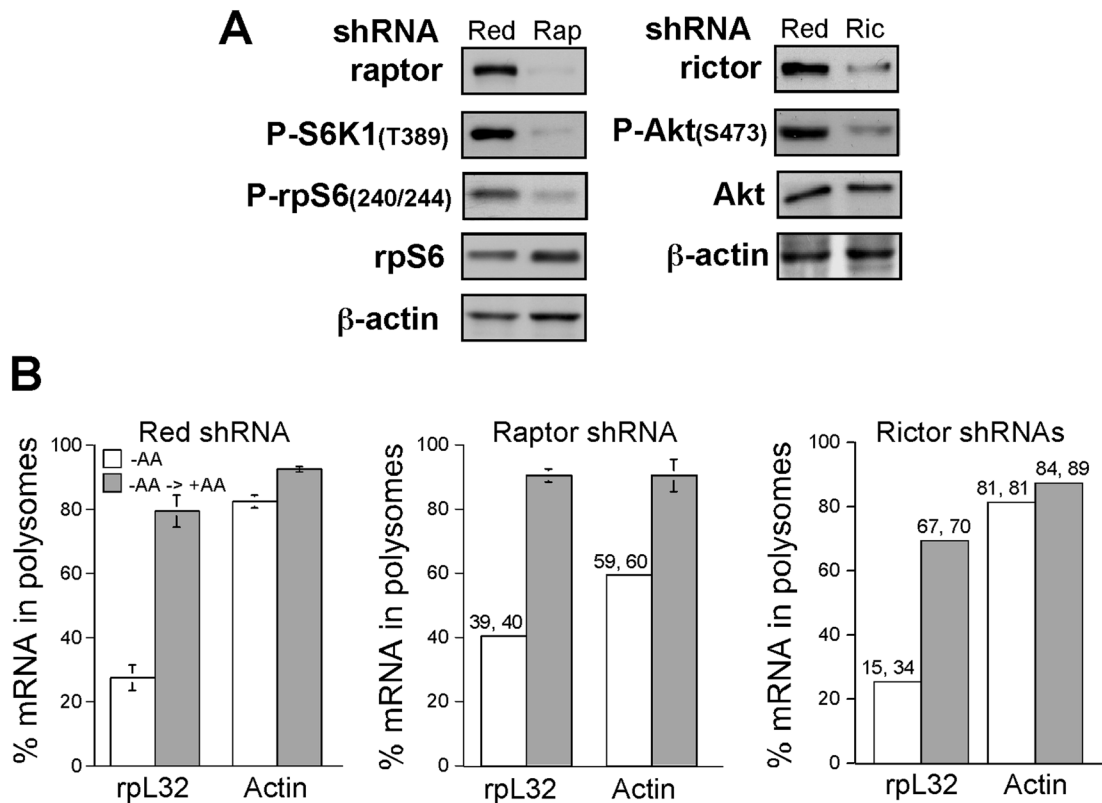 A
shRNA Red Rap
raptor
P-S6K1(T389)
P-rpS6(240/244)
rpS6
β-actin
shRNA Red Ric
rictor
P-Akt(S473)
Akt
β-actin
B
Red shRNA
% mRNA in polysomes
100
80
60
40
20
0
-AA
-AA -> +AA
rpL32 Actin
Raptor shRNA
% mRNA in polysomes
100
80
60
40
20
0
39, 40
59, 60
rpL32 Actin
Rictor shRNAs
% mRNA in polysomes
100
80
60
40
20
0
15, 34
67, 70
81, 81
84, 89
rpL32 Actin